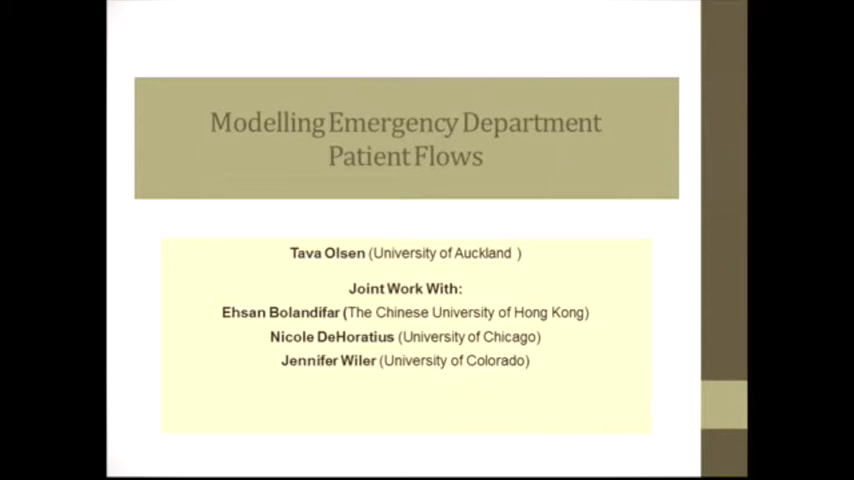 Modelling Emergency Department
Patient Flows
Tava Olsen (University of Auckland )
Joint Work With:
Ehsan Bolandifar (The Chinese University of Hong Kong)
Nicole DeHoratius (University of Chicago)
Jennifer Wiler (University of Colorado)